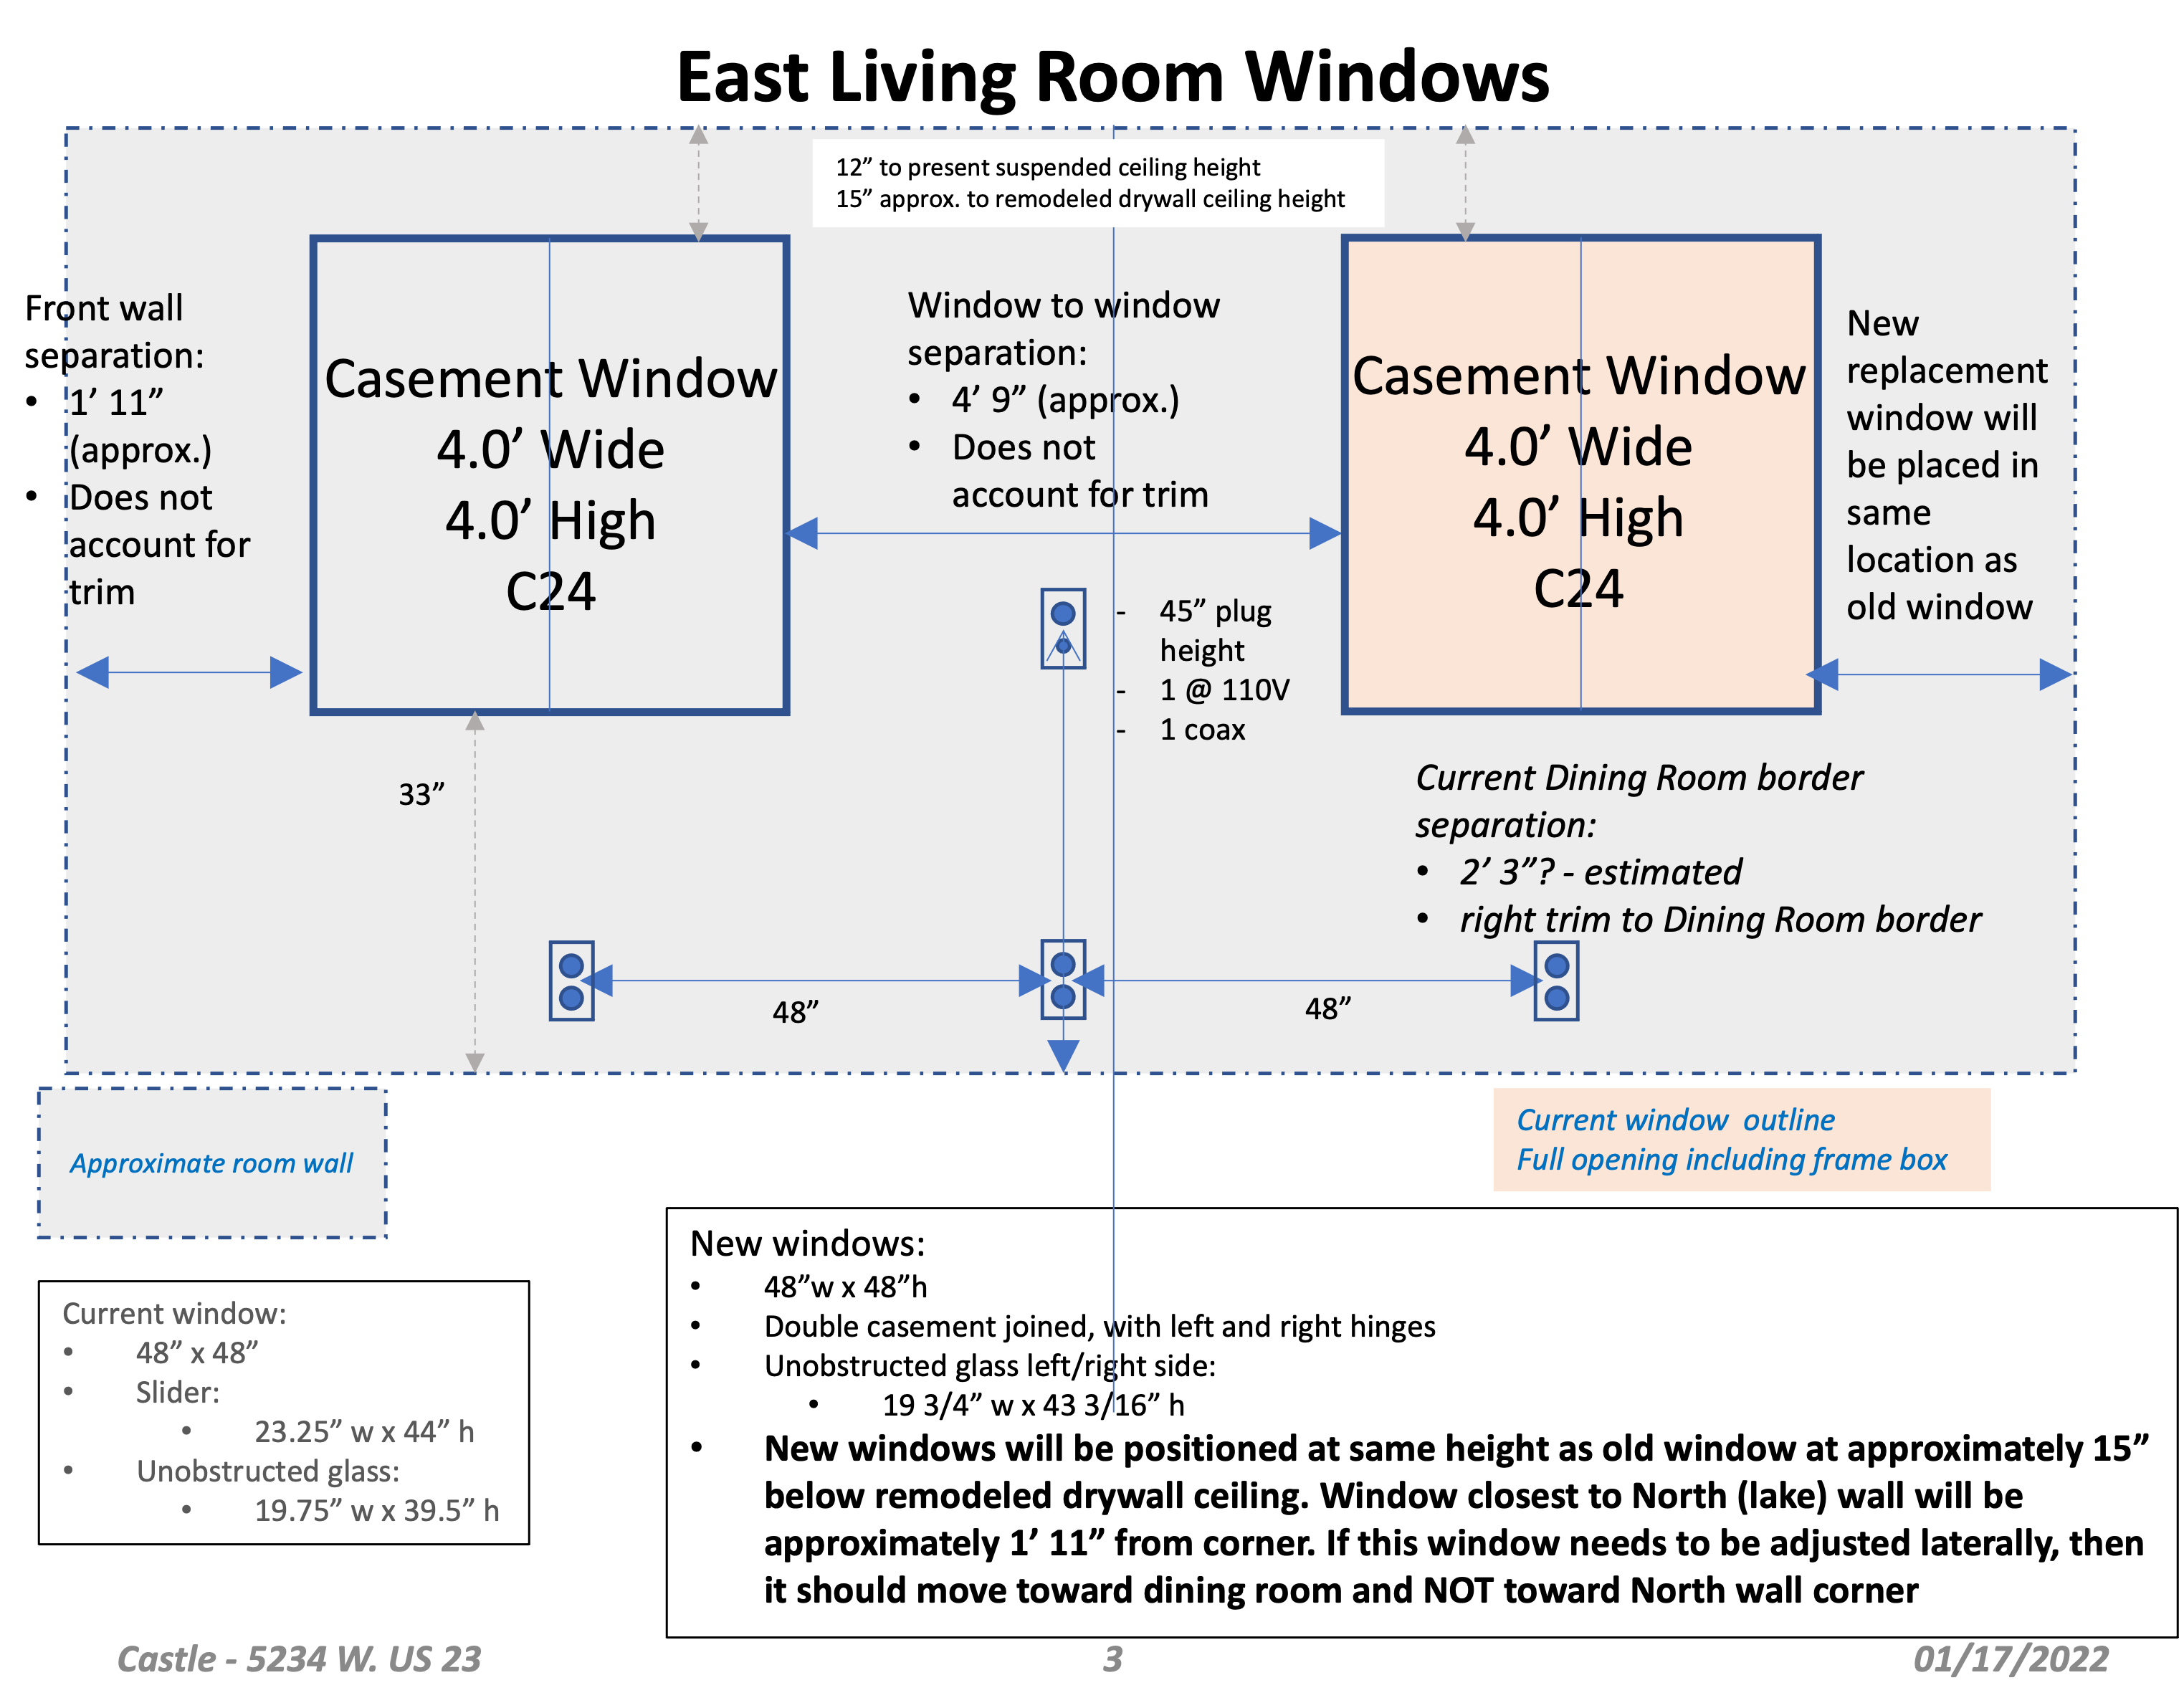 East Living Room Windows
12” to present suspended ceiling height
15” approx. to remodeled drywall ceiling height
Front wall
separation:
• 1’ 11”
(approx.)
• Does not
account for
trim
Casement Window
4.0’ Wide
4.0’ High
C24
Window to window
separation:
• 4’ 9” (approx.)
• Does not
account for trim
Casement Window
4.0’ Wide
4.0’ High
C24
New
replacement
window will
be placed in
same
location as
old window
- 45” plug
height
- 1 @ 110V
- 1 coax
33”
Current Dining Room border
separation:
• 2’ 3”? - estimated
• right trim to Dining Room border
48”
48”
Approximate room wall
Current window outline
Full opening including frame box
Current window:
• 48” x 48”
• Slider:
• 23.25” w x 44” h
• Unobstructed glass:
• 19.75” w x 39.5” h
New windows:
• 48”w x 48”h
• Double casement joined, with left and right hinges
• Unobstructed glass left/right side:
• 19 3/4” w x 43 3/16” h
• New windows will be positioned at same height as old window at approximately 15”
below remodeled drywall ceiling. Window closest to North (lake) wall will be
approximately 1’ 11” from corner. If this window needs to be adjusted laterally, then
it should move toward dining room and NOT toward North wall corner
Castle - 5234 W. US 23
3
01/17/2022